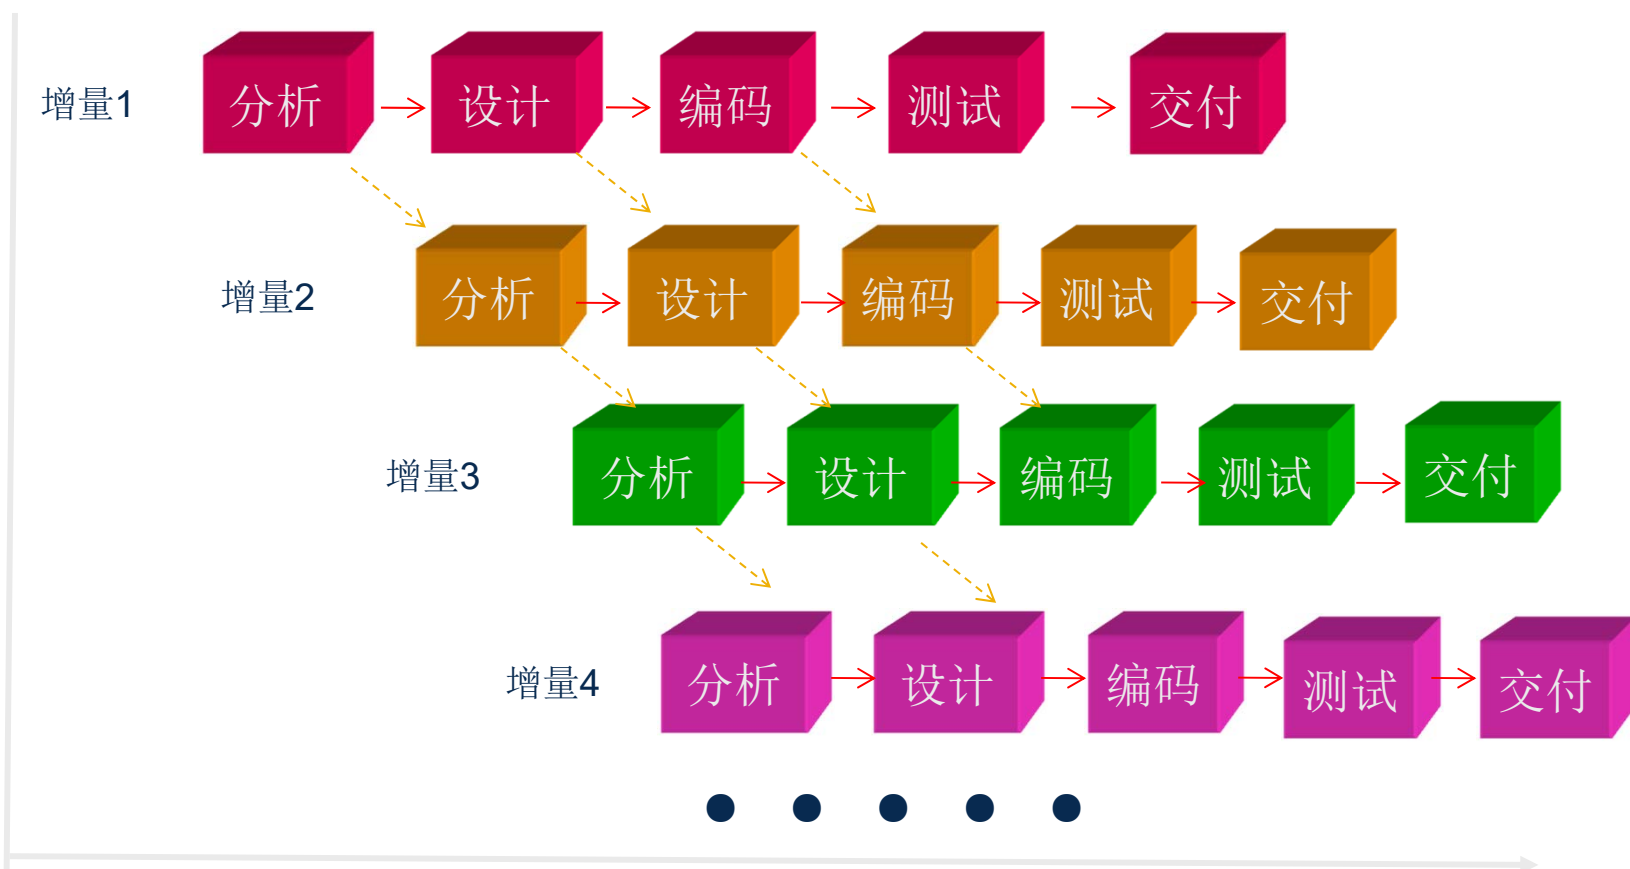 增量1 分析 设计 编码 测试 交付
增量2 分析 设计 编码 测试 交付
增量3 分析 设计 编码 测试 交付
增量4 分析 设计 编码 测试 交付